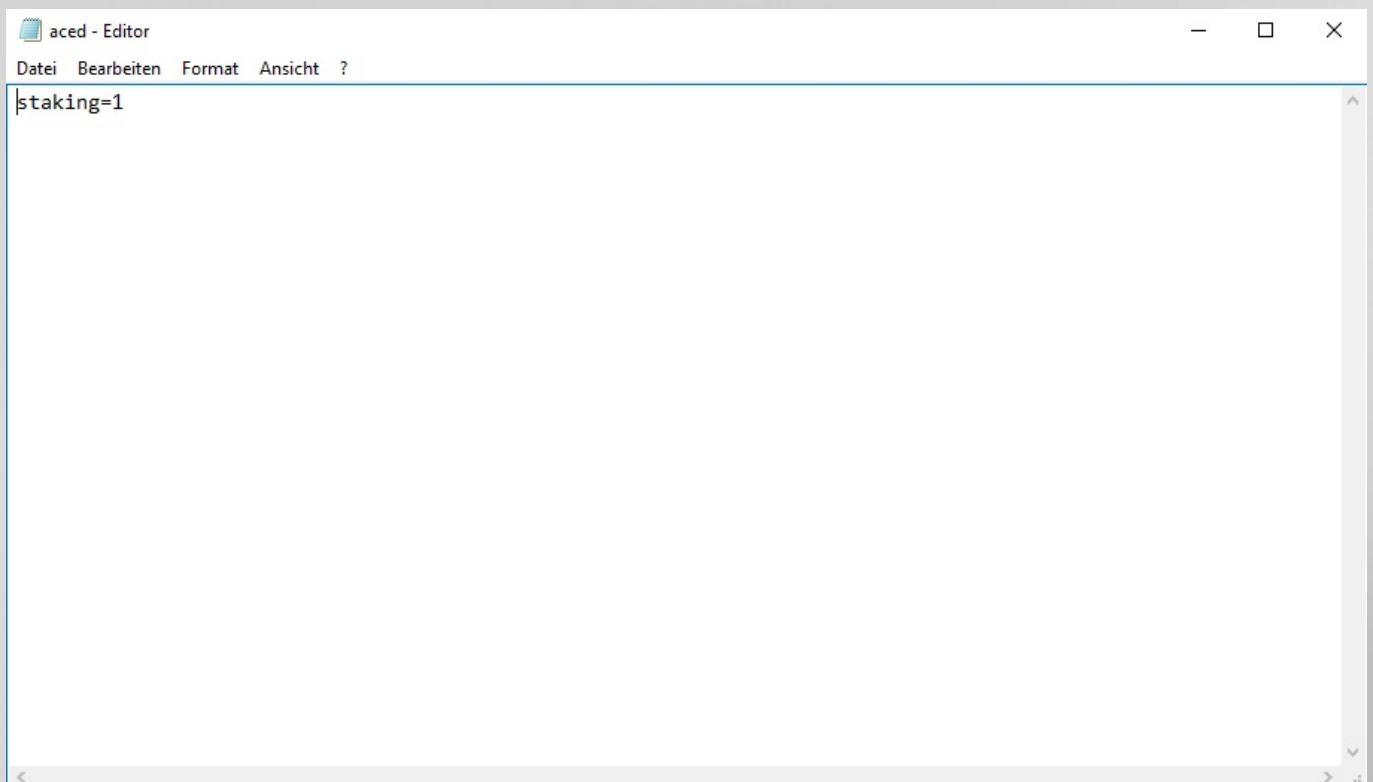 aced - Editor
Datei Bearbeiten Format Ansicht ?
staking=1